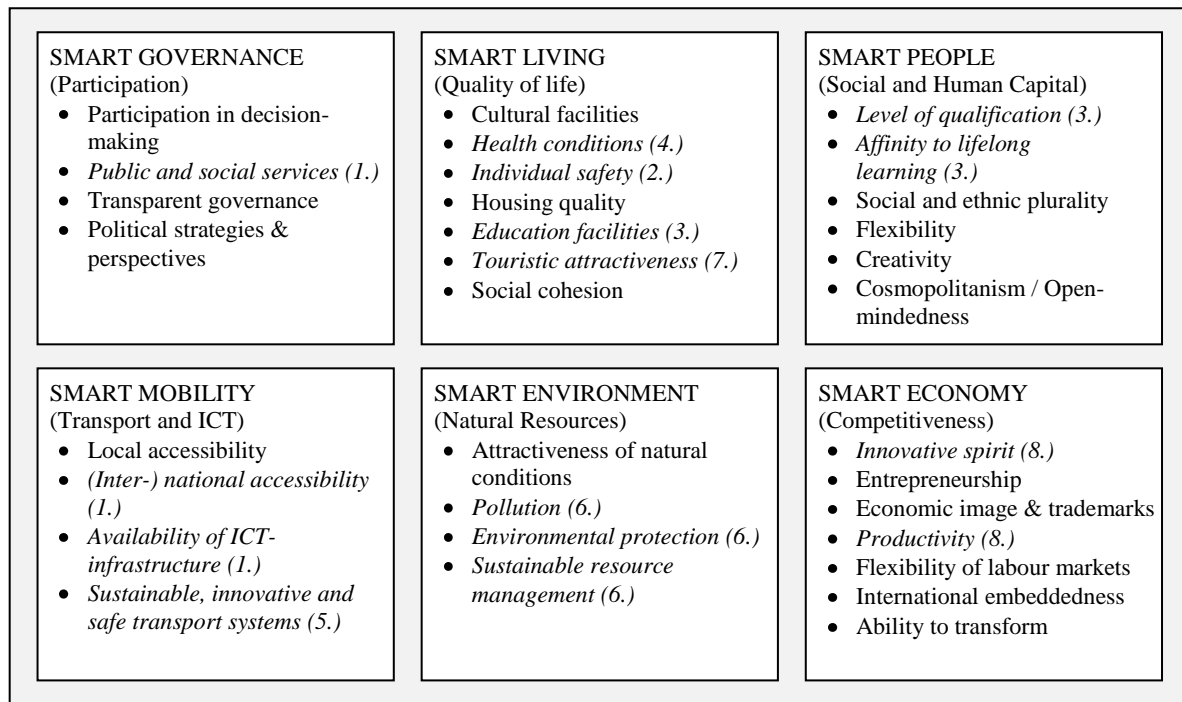 SMART GOVERNANCE
(Participation)
• Participation in decision-
making
• Public and social services (1.)
• Transparent governance
• Political strategies &
perspectives
SMART LIVING
(Quality of life)
• Cultural facilities
• Health conditions (4.)
• Individual safety (2.)
• Housing quality
• Education facilities (3.)
• Touristic attractiveness (7.)
• Social cohesion
SMART PEOPLE
(Social and Human Capital)
• Level of qualification (3.)
• Affinity to lifelong
learning (3.)
• Social and ethnic plurality
• Flexibility
• Creativity
• Cosmopolitanism / Open-
mindedness
SMART MOBILITY
(Transport and ICT)
• Local accessibility
• (Inter-) national accessibility
(1.)
• Availability of ICT-
infrastructure (1.)
• Sustainable, innovative and
safe transport systems (5.)
SMART ENVIRONMENT
(Natural Resources)
• Attractiveness of natural
conditions
• Pollution (6.)
• Environmental protection (6.)
• Sustainable resource
management (6.)
SMART ECONOMY
(Competitiveness)
• Innovative spirit (8.)
• Entrepreneurship
• Economic image & trademarks
• Productivity (8.)
• Flexibility of labour markets
• International embeddedness
• Ability to transform